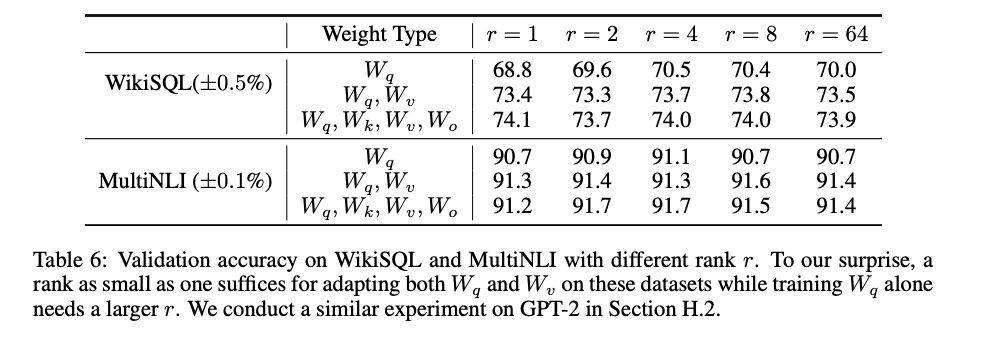 Weight Type r = 1 r = 2 r = 4 r = 8 r = 64
WikiSQL(±0.5%) W_q 68.8 69.6 70.5 70.4 70.0
W_q, W_v 73.4 73.3 73.7 73.8 73.5
W_q, W_k, W_v, W_o 74.1 73.7 74.0 74.0 73.9
MultiNLI (±0.1%) W_q 90.7 90.9 91.1 90.7 90.7
W_q, W_v 91.3 91.4 91.3 91.6 91.4
W_q, W_k, W_v, W_o 91.2 91.7 91.7 91.5 91.4
Table 6: Validation accuracy on WikiSQL and MultiNLI with different rank r. To our surprise, a
rank as small as one suffices for adapting both W_q and W_v on these datasets while training W_q alone
needs a larger r. We conduct a similar experiment on GPT-2 in Section H.2.